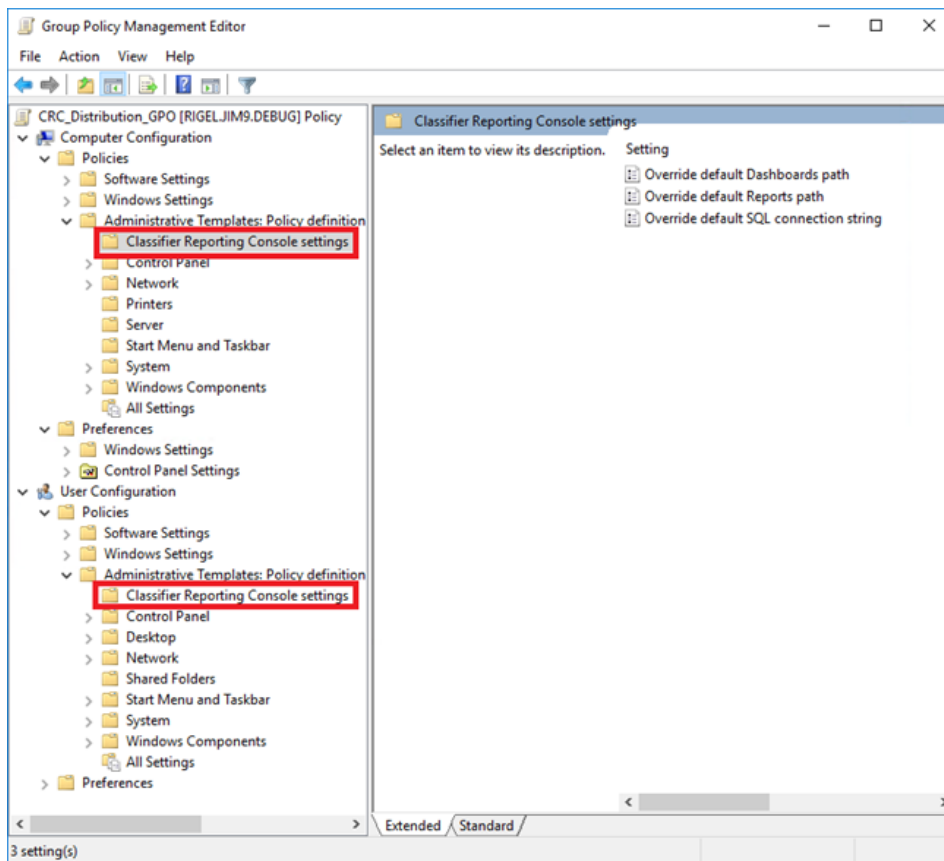 Group Policy Management Editor
File Action View Help
CRC_Distribution_GPO [RIGEL.JIM9.DEBUG] Policy
Computer Configuration
Policies
Software Settings
Windows Settings
Administrative Templates: Policy definition
Classifier Reporting Console settings
Control Panel
Network
Printers
Server
Start Menu and Taskbar
System
Windows Components
All Settings
Preferences
Windows Settings
Control Panel Settings
User Configuration
Policies
Software Settings
Windows Settings
Administrative Templates: Policy definition
Classifier Reporting Console settings
Control Panel
Desktop
Network
Shared Folders
Start Menu and Taskbar
System
Windows Components
All Settings
Preferences
Classifier Reporting Console settings
Select an item to view its description.
Setting
Override default Dashboards path
Override default Reports path
Override default SQL connection string
Extended Standard
3 setting(s)